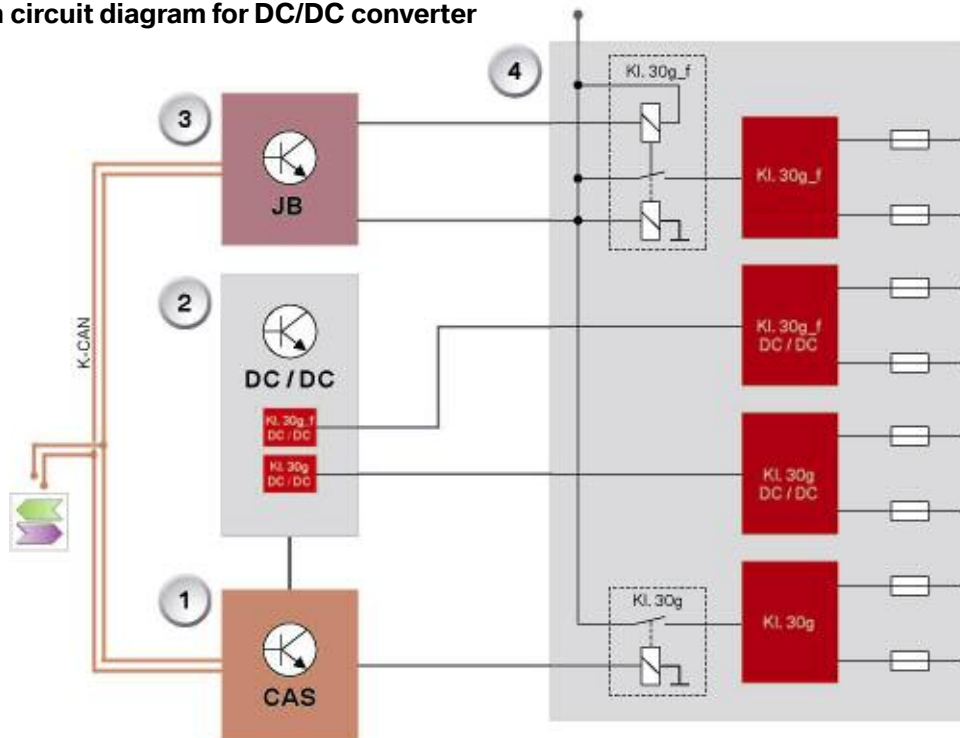 circuit diagram for DC/DC converter
4
Kl. 30g_f
3
JB
Kl. 30g_f
2
DC / DC
Kl. 30g_f
DC / DC
Kl. 30g
DC / DC
K-CAN
Kl. 30g_f
DC / DC
Kl. 30g
DC / DC
1
CAS
Kl. 30g
Kl. 30g